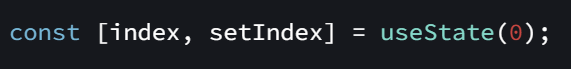 const [index, setIndex] = useState(0);